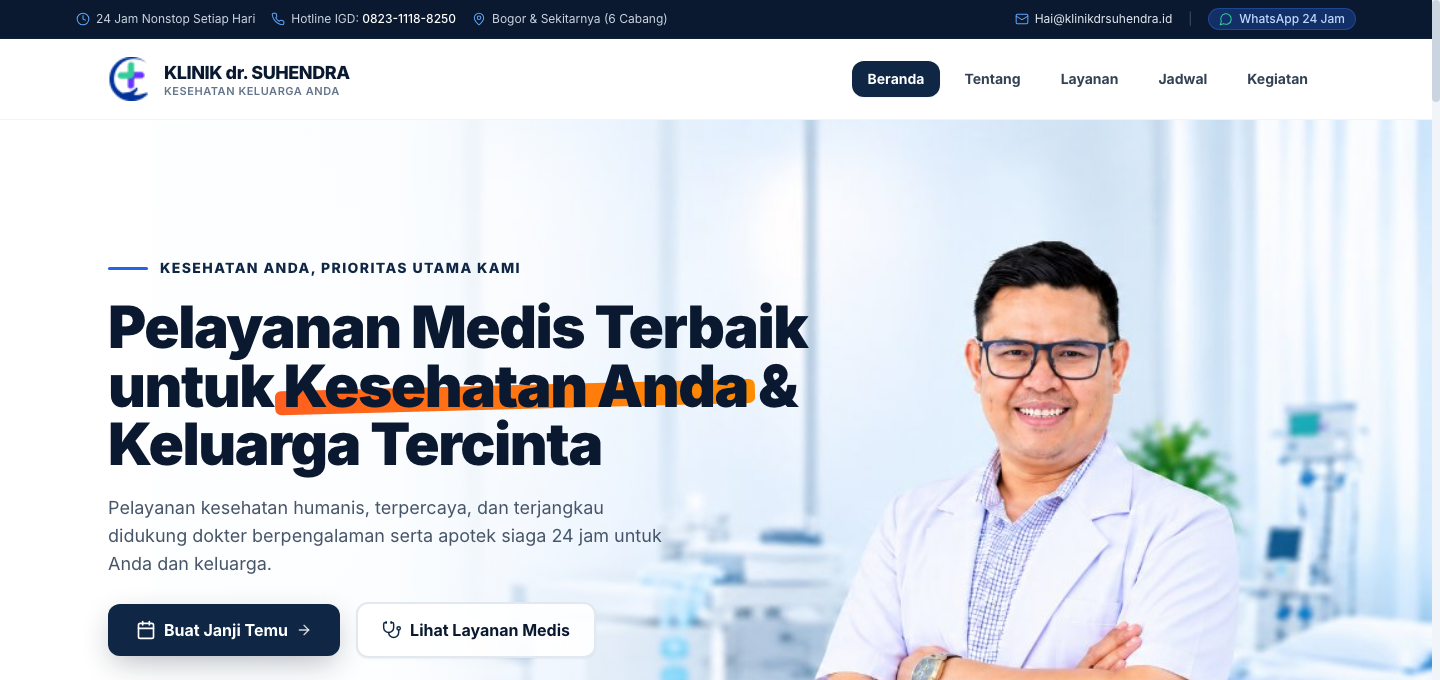 24 Jam Nonstop Setiap Hari
Hotline IGD: 0823-1118-8250
Bogor & Sekitarnya (6 Cabang)
Hai@klinikdrsuhendra.id
WhatsApp 24 Jam
KLINIK dr. SUHENDRA
KESEHATAN KELUARGA ANDA
Beranda
Tentang
Layanan
Jadwal
Kegiatan
KESEHATAN ANDA, PRIORITAS UTAMA KAMI
Pelayanan Medis Terbaik
untuk Kesehatan Anda &
Keluarga Tercinta
Pelayanan kesehatan humanis, terpercaya, dan terjangkau
didukung dokter berpengalaman serta apotek siaga 24 jam untuk
Anda dan keluarga.
Buat Janji Temu
Lihat Layanan Medis